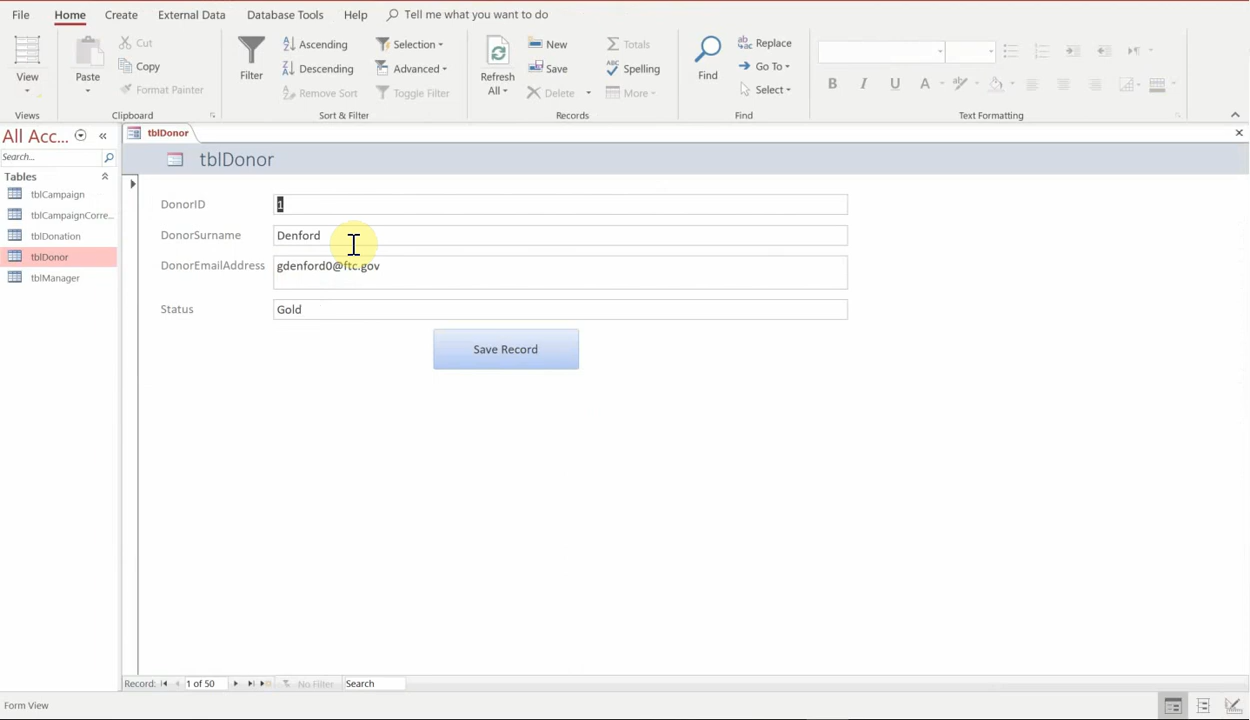 File Home Create External Data Database Tools Help Tell me what you want to do
View
Paste
Cut
Copy
Format Painter
Filter
Ascending
Descending
Remove Sort
Selection
Advanced
Toggle Filter
Refresh
All
New
Save
Delete
Totals
Spelling
More
Find
Replace
Go To
Select
B I U A
Views Clipboard Sort & Filter Records Find Text Formatting
All Acc...
Search...
Tables
tblCampaign
tblCampaignCorre...
tblDonation
tblDonor
tblManager
tblDonor
tblDonor
DonorID 1
DonorSurname Denford
DonorEmailAddress gdenford0@ftc.gov
Status Gold
Save Record
Record: 1 of 50 No Filter Search
Form View